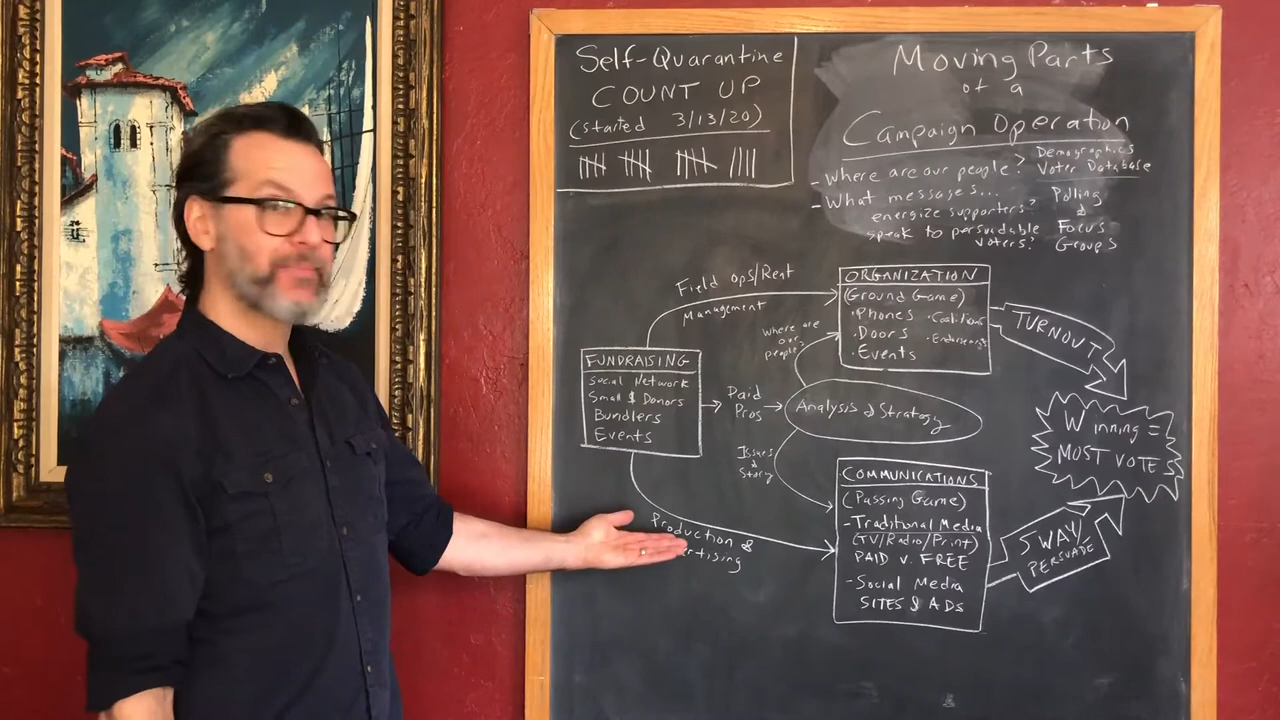 Self-Quarantine
COUNT UP
(started 3/13/20)
Moving Parts
of a
Campaign Operation
- Where are our people? Demographics
Voter Database
- What messages...
energize supporters?
speak to persuadable
voters?
Polling
&
Focus
Groups
Field ops/Rent
Management
ORGANIZATION
(Ground Game)
• Phones • Coalitions
• Doors • Endorsements
• Events
TURNOUT
where are
our
people?
FUNDRAISING
Social Network
Small $ Donors
Bundlers
Events
Paid
Pros
Analysis & Strategy
Winning =
MOST VOTES
Issues
&
Story
COMMUNICATIONS
(Passing Game)
- Traditional Media
(TV/Radio/Print)
PAID v. FREE
- Social Media
SITES & ADS
Production &
SWAY/
PERSUADE